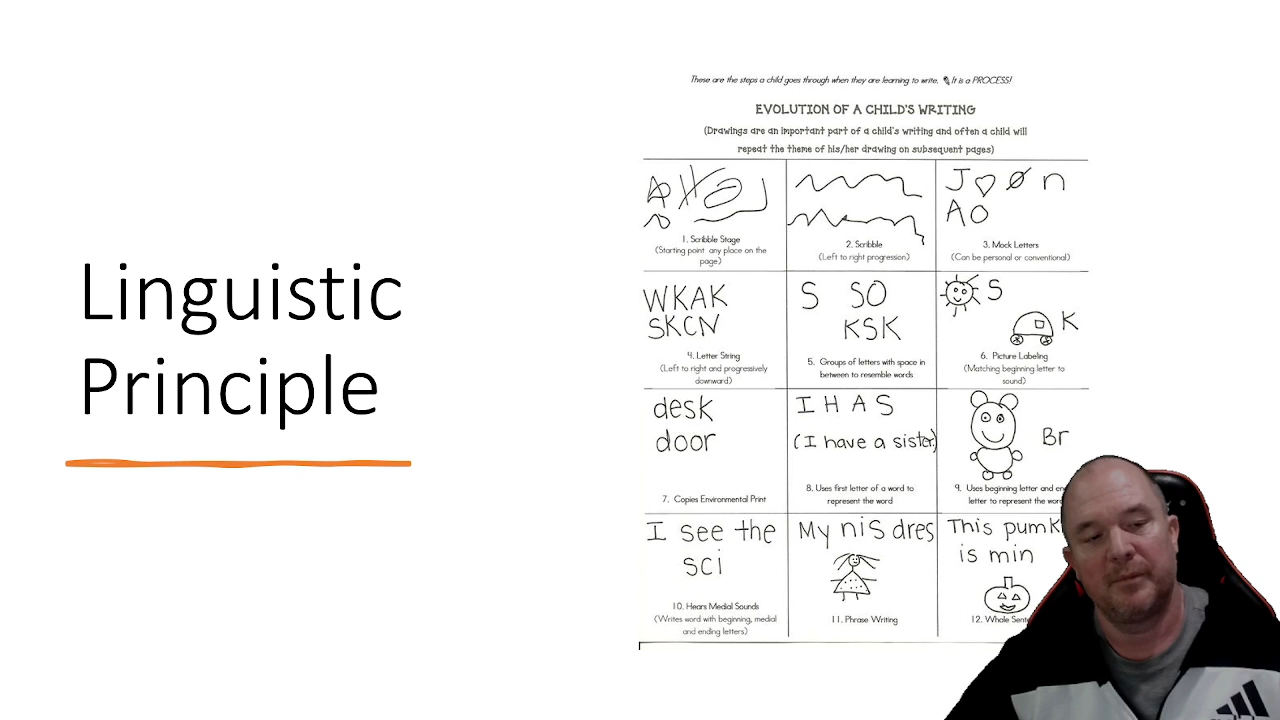 Linguistic
Principle
These are the steps a child goes through when they are learning to write. It is a PROCESS!
EVOLUTION OF A CHILD'S WRITING
(Drawings are an important part of a child's writing and often a child will
repeat the theme of his/her drawing on subsequent pages)
1. Scribble Stage
(Starting point any place on the
page)
2. Scribble
(Left to right progression)
J n
A O
3. Mock Letters
(Can be personal or conventional)
WKAK
SKCN
4. Letter String
(Left to right and progressively
downward)
S SO
KSK
5. Groups of letters with space in
between to resemble words
S
K
6. Picture Labeling
(Matching beginning letter to
sound)
desk
door
7. Copies Environmental Print
I H A S
(I have a sister)
8. Uses first letter of a word to
represent the word
Br
9. Uses beginning letter and
letter to represent the
I see the
sci
10. Hears Medial Sounds
(Writes word with beginning, medial
and ending letters)
My nis dres
11. Phrase Writing
This
is min
12. Whole